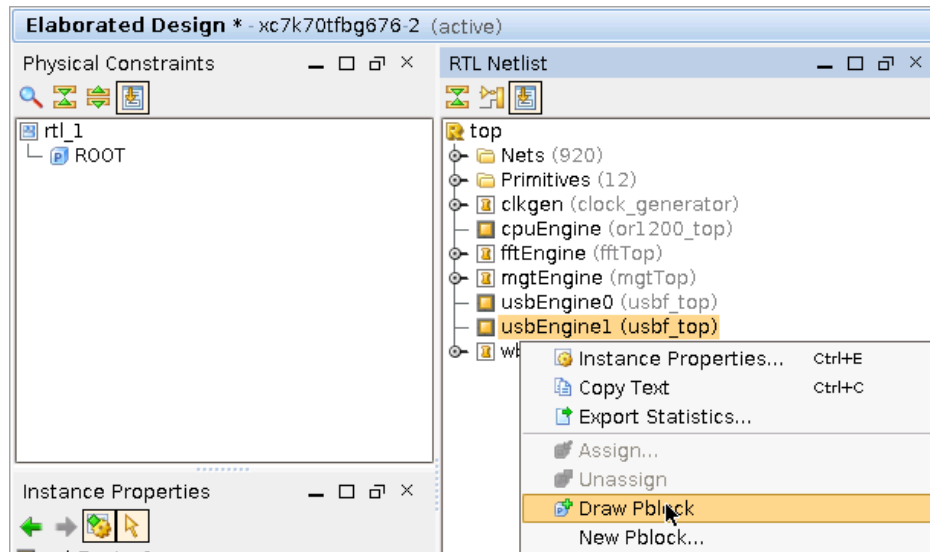 Elaborated Design * - xc7k70tfbg676-2 (active)
Physical Constraints
rtl_1
ROOT
Instance Properties
RTL Netlist
top
Nets (920)
Primitives (12)
clkgen (clock_generator)
cpuEngine (or1200_top)
fftEngine (fftTop)
mgtEngine (mgtTop)
usbEngine0 (usbf_top)
usbEngine1 (usbf_top)
Instance Properties... Ctrl+E
Copy Text Ctrl+C
Export Statistics...
Assign...
Unassign
Draw Pblock
New Pblock...